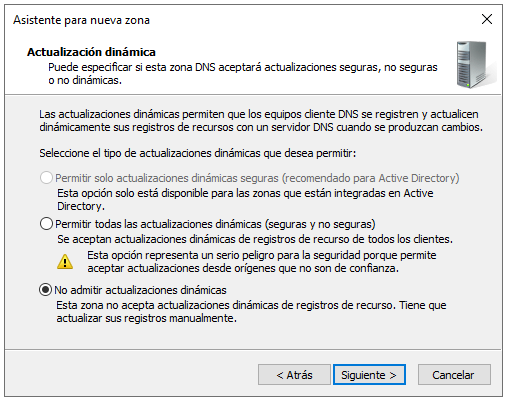 Asistente para nueva zona
Actualización dinámica
Puede especificar si esta zona DNS aceptará actualizaciones seguras, no seguras
o no dinámicas.
Las actualizaciones dinámicas permiten que los equipos cliente DNS se registren y actualicen
dinámicamente sus registros de recursos con un servidor DNS cuando se produzcan cambios.
Seleccione el tipo de actualizaciones dinámicas que desea permitir:
Permitir solo actualizaciones dinámicas seguras (recomendado para Active Directory)
Esta opción solo está disponible para las zonas que están integradas en Active
Directory.
Permitir todas las actualizaciones dinámicas (seguras y no seguras)
Se aceptan actualizaciones dinámicas de registros de recurso de todos los clientes.
Esta opción representa un serio peligro para la seguridad porque permite
aceptar actualizaciones desde orígenes que no son de confianza.
No admitir actualizaciones dinámicas
Esta zona no acepta actualizaciones dinámicas de registros de recurso. Tiene que
actualizar sus registros manualmente.
< Atrás
Siguiente >
Cancelar